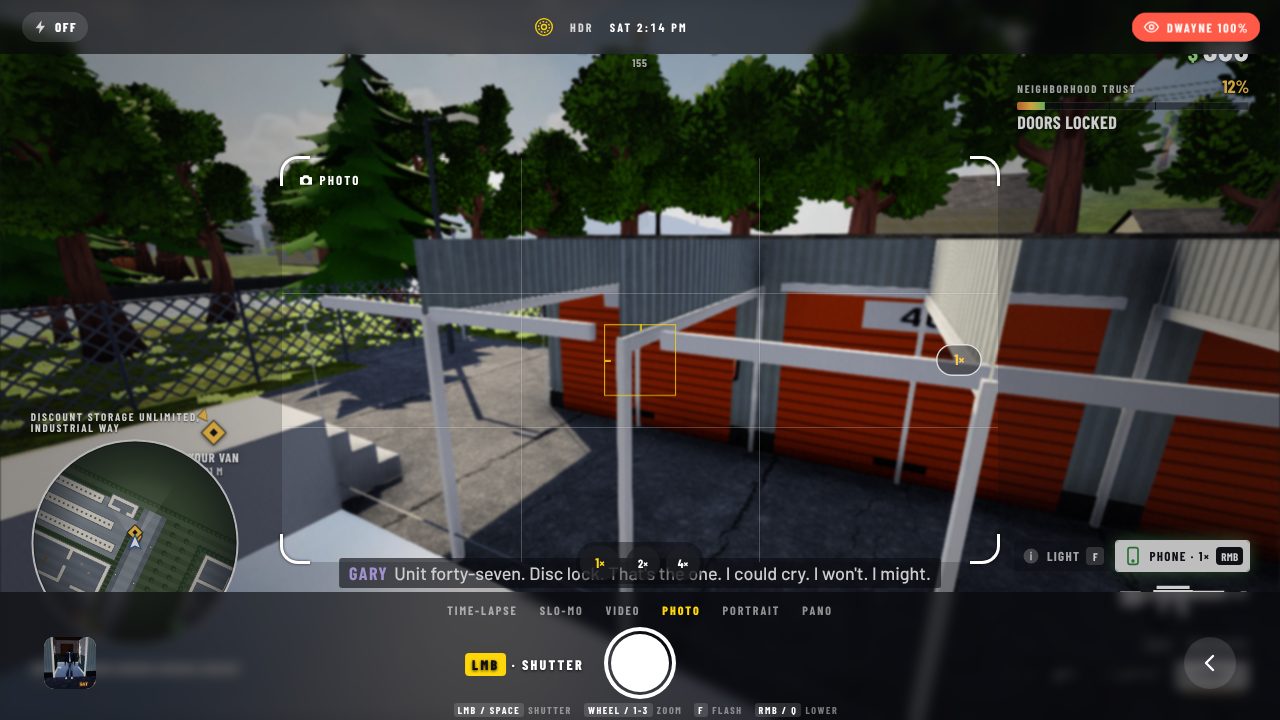 OFF
HDR SAT 2:14 PM
DWAYNE 100%
155
NEIGHBORHOOD TRUST 12%
DOORS LOCKED
PHOTO
1×
DISCOUNT STORAGE UNLIMITED,
INDUSTRIAL WAY
YOUR VAN
LIGHT F
PHONE · 1× RMB
1× 2× 4×
GARY Unit forty-seven. Disc lock. That's the one. I could cry. I won't. I might.
TIME-LAPSE SLO-MO VIDEO PHOTO PORTRAIT PANO
LMB · SHUTTER
LMB / SPACE SHUTTER WHEEL / 1-3 ZOOM F FLASH RMB / Q LOWER